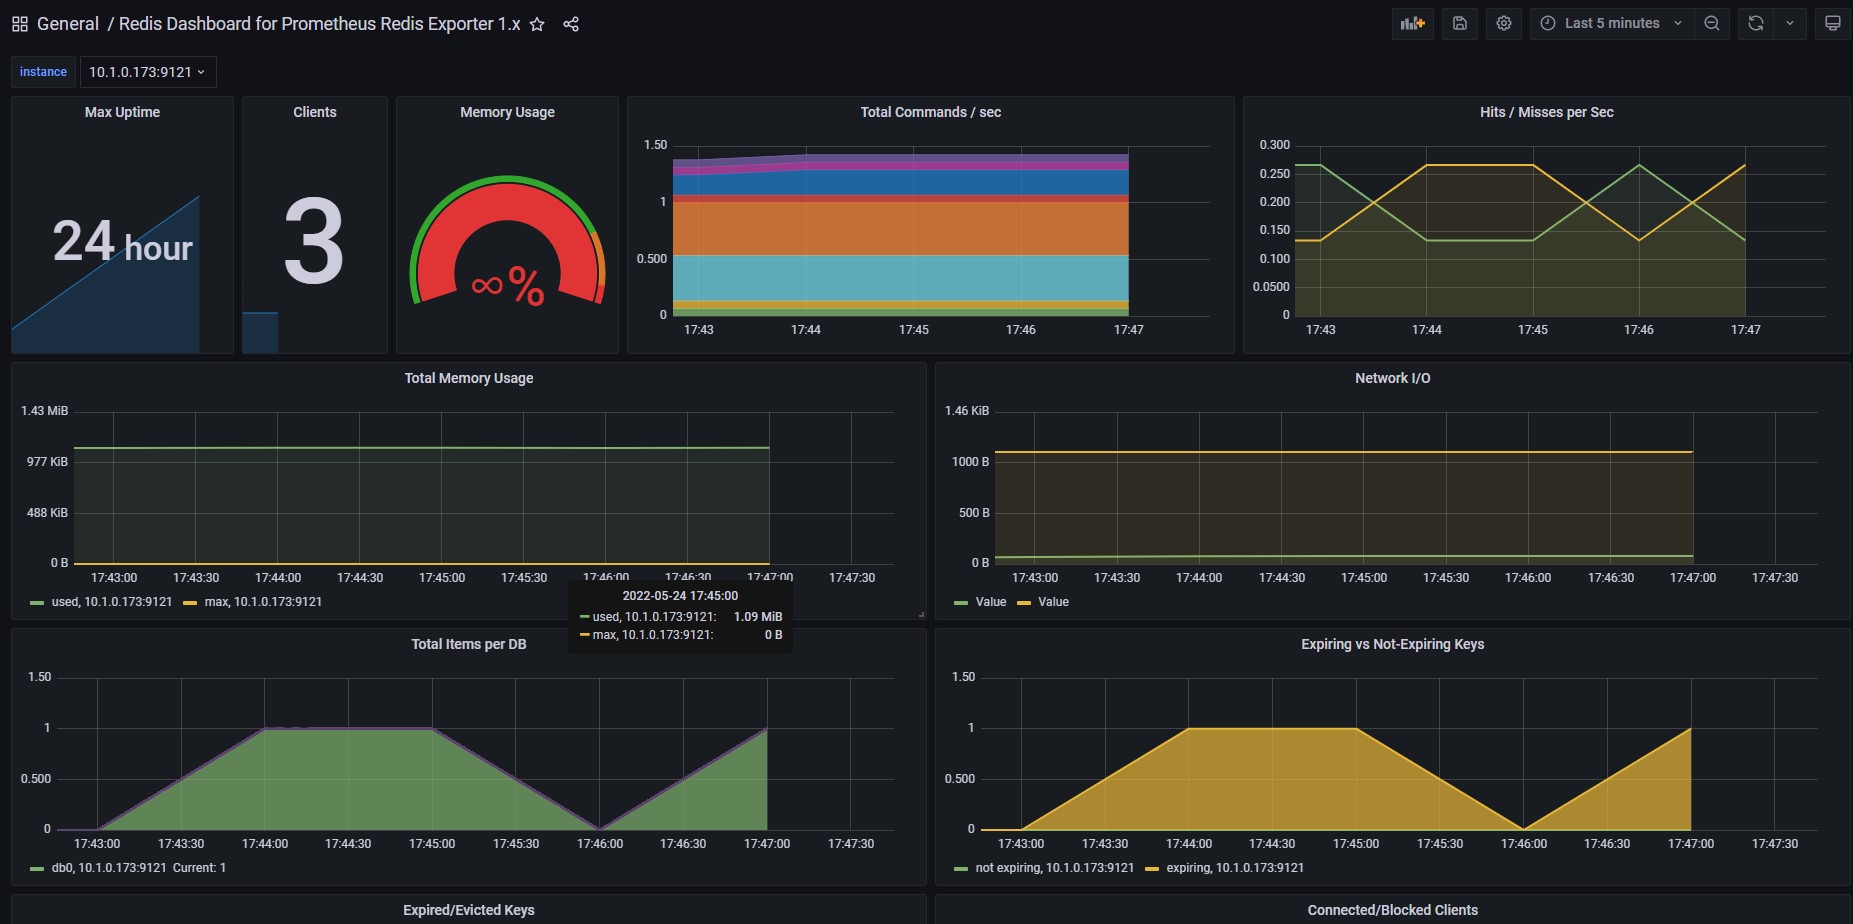 General / Redis Dashboard for Prometheus Redis Exporter 1.x
Last 5 minutes
instance 10.1.0.173:9121
Max Uptime
24 hour
Clients
3
Memory Usage
∞%
Total Commands / sec
1.50
1
0.500
0
17:43 17:44 17:45 17:46 17:47
Hits / Misses per Sec
0.300
0.250
0.200
0.150
0.100
0.0500
0
17:43 17:44 17:45 17:46 17:47
Total Memory Usage
1.43 MiB
977 KiB
488 KiB
0 B
17:43:00 17:43:30 17:44:00 17:44:30 17:45:00 17:45:30 17:46:00 17:46:30 17:47:00 17:47:30
used, 10.1.0.173:9121 max, 10.1.0.173:9121
2022-05-24 17:45:00
used, 10.1.0.173:9121: 1.09 MiB
max, 10.1.0.173:9121: 0 B
Network I/O
1.46 KiB
1000 B
500 B
0 B
17:43:00 17:43:30 17:44:00 17:44:30 17:45:00 17:45:30 17:46:00 17:46:30 17:47:00 17:47:30
Value Value
Total Items per DB
1.50
1
0.500
0
17:43:00 17:43:30 17:44:00 17:44:30 17:45:00 17:45:30 17:46:00 17:46:30 17:47:00 17:47:30
db0, 10.1.0.173:9121 Current: 1
Expiring vs Not-Expiring Keys
1.50
1
0.500
0
17:43:00 17:43:30 17:44:00 17:44:30 17:45:00 17:45:30 17:46:00 17:46:30 17:47:00 17:47:30
not expiring, 10.1.0.173:9121 expiring, 10.1.0.173:9121
Expired/Evicted Keys
Connected/Blocked Clients